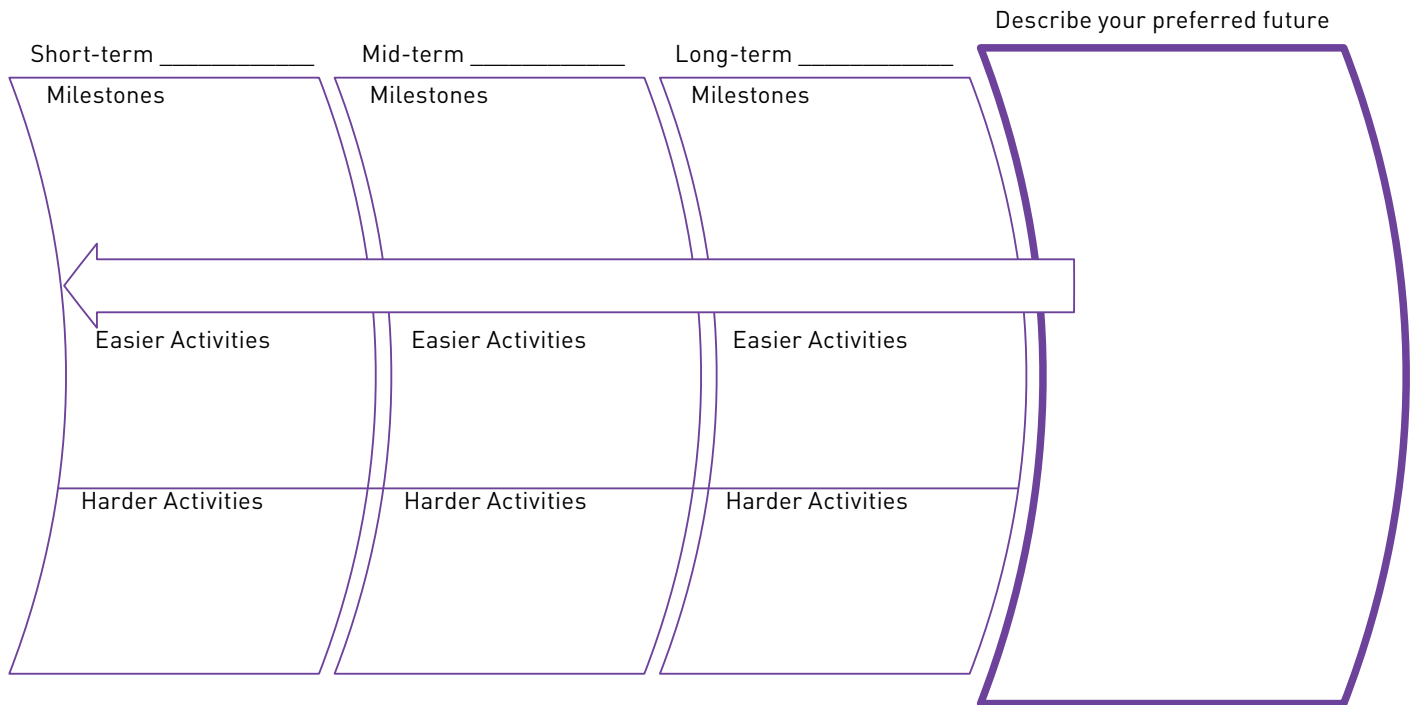 Describe your preferred future
Short-term ____________ Mid-term ____________ Long-term ____________
Milestones Milestones Milestones
Easier Activities Easier Activities Easier Activities
Harder Activities Harder Activities Harder Activities